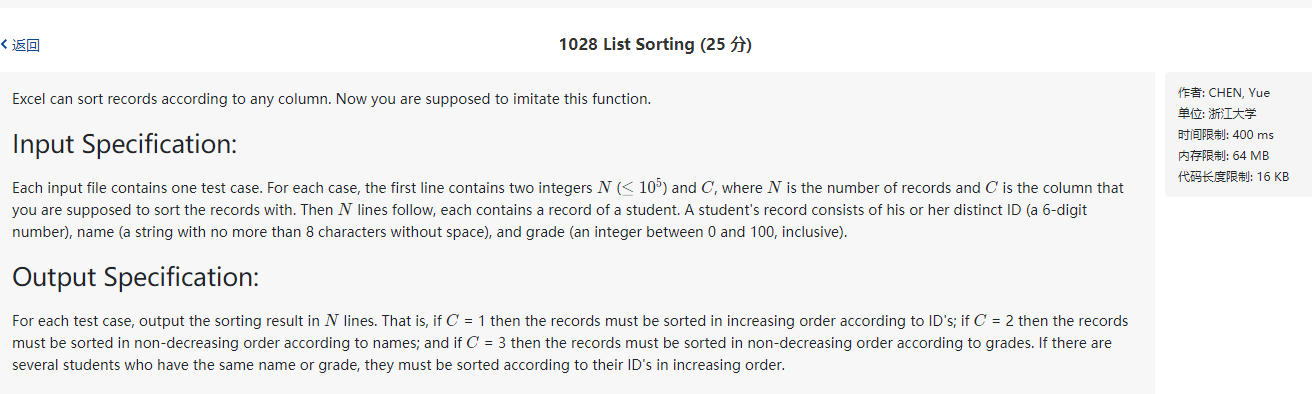 返回
1028 List Sorting (25 分)
Excel can sort records according to any column. Now you are supposed to imitate this function.
Input Specification:
Each input file contains one test case. For each case, the first line contains two integers N (≤ 10⁵) and C, where N is the number of records and C is the column that
you are supposed to sort the records with. Then N lines follow, each contains a record of a student. A student's record consists of his or her distinct ID (a 6-digit
number), name (a string with no more than 8 characters without space), and grade (an integer between 0 and 100, inclusive).
Output Specification:
For each test case, output the sorting result in N lines. That is, if C = 1 then the records must be sorted in increasing order according to ID's; if C = 2 then the records
must be sorted in non-decreasing order according to names; and if C = 3 then the records must be sorted in non-decreasing order according to grades. If there are
several students who have the same name or grade, they must be sorted according to their ID's in increasing order.
作者: CHEN, Yue
单位: 浙江大学
时间限制: 400 ms
内存限制: 64 MB
代码长度限制: 16 KB